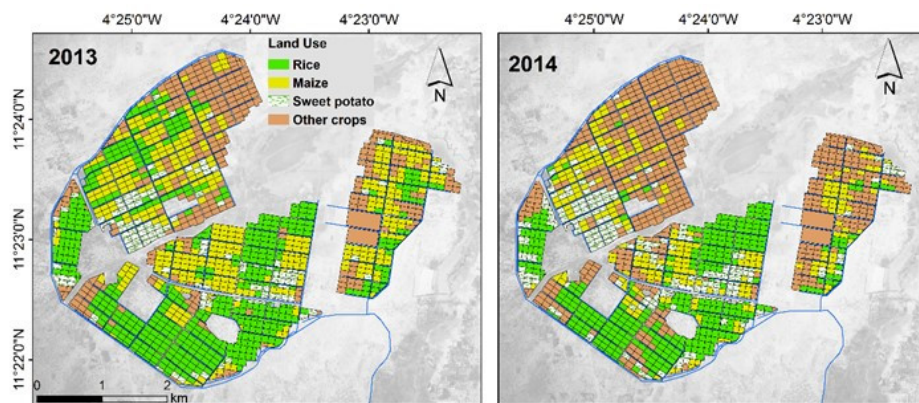 4°25'0"W 4°24'0"W 4°23'0"W 4°25'0"W 4°24'0"W 4°23'0"W
2013
Land Use
Rice
Maize
Sweet potato
Other crops
N
2014
N
11°24'0"N
11°23'0"N
11°22'0"N
0 1 2
km